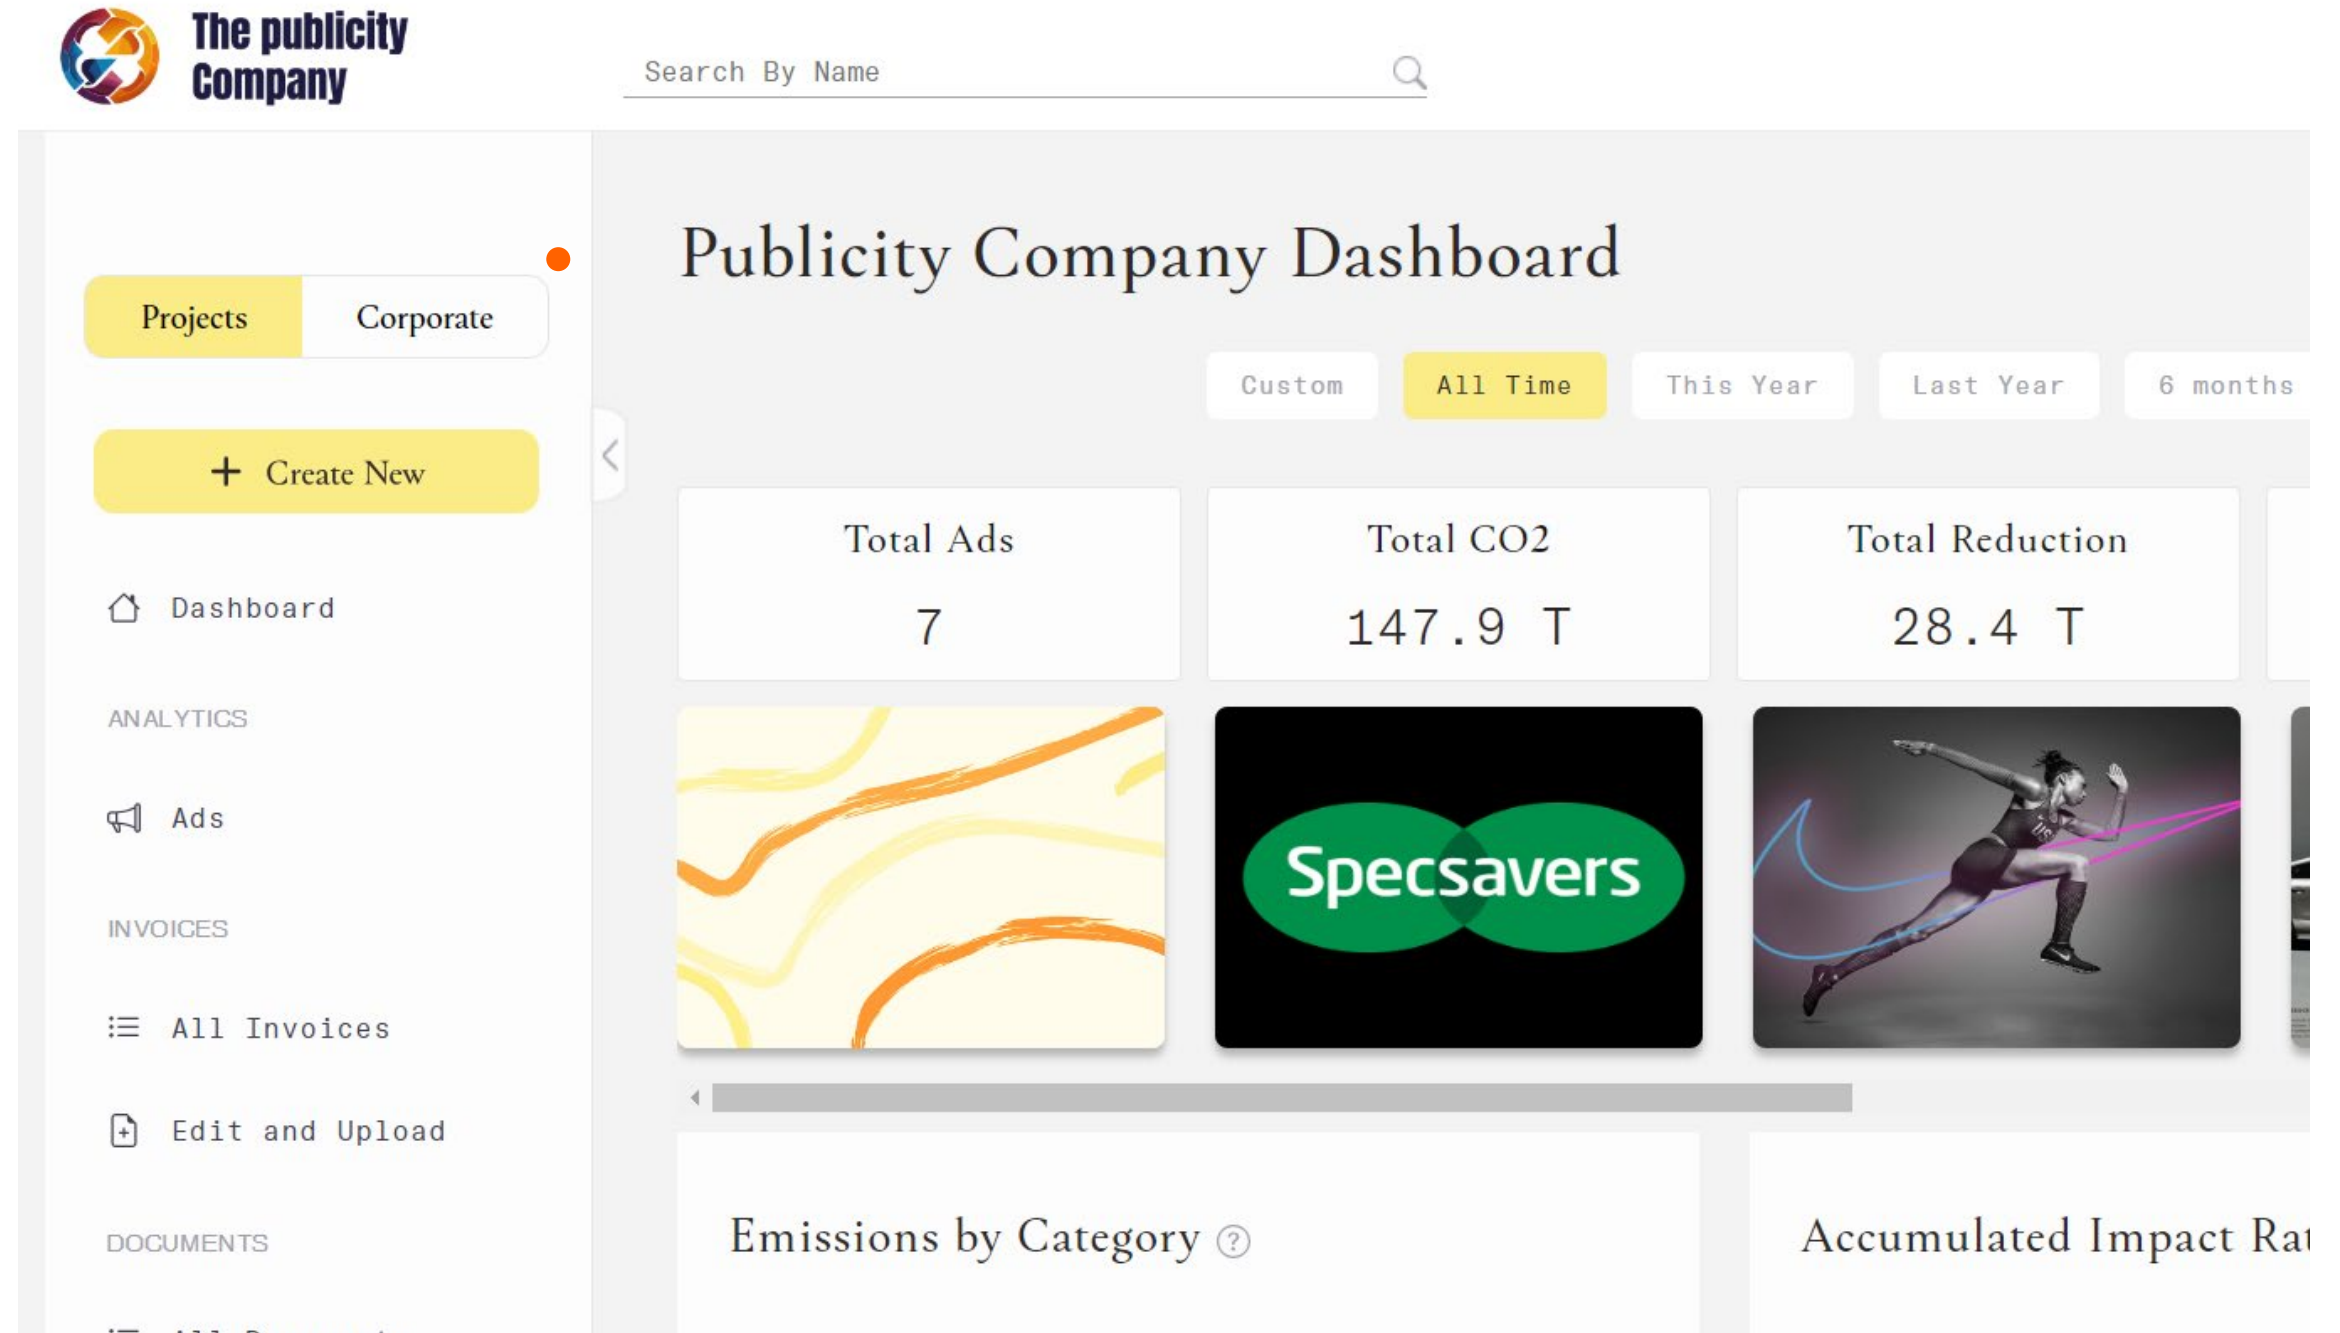 The publicity
Company
Search By Name
Projects
Corporate
Create New
Dashboard
ANALYTICS
Ads
INVOICES
All Invoices
Edit and Upload
DOCUMENTS
Publicity Company Dashboard
Custom
All Time
This Year
Last Year
6 months
Total Ads
7
Total CO2
147.9 T
Total Reduction
28.4 T
Specsavers
US
Emissions by Category ?
Accumulated Impact